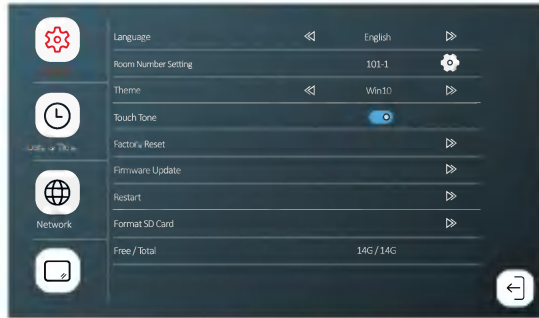 Language English
Room Number Setting 101-1
Theme Win10
Touch Tone
Factory Reset
Firmware Update
Restart
Network
Format SD Card
Free / Total 14G / 14G